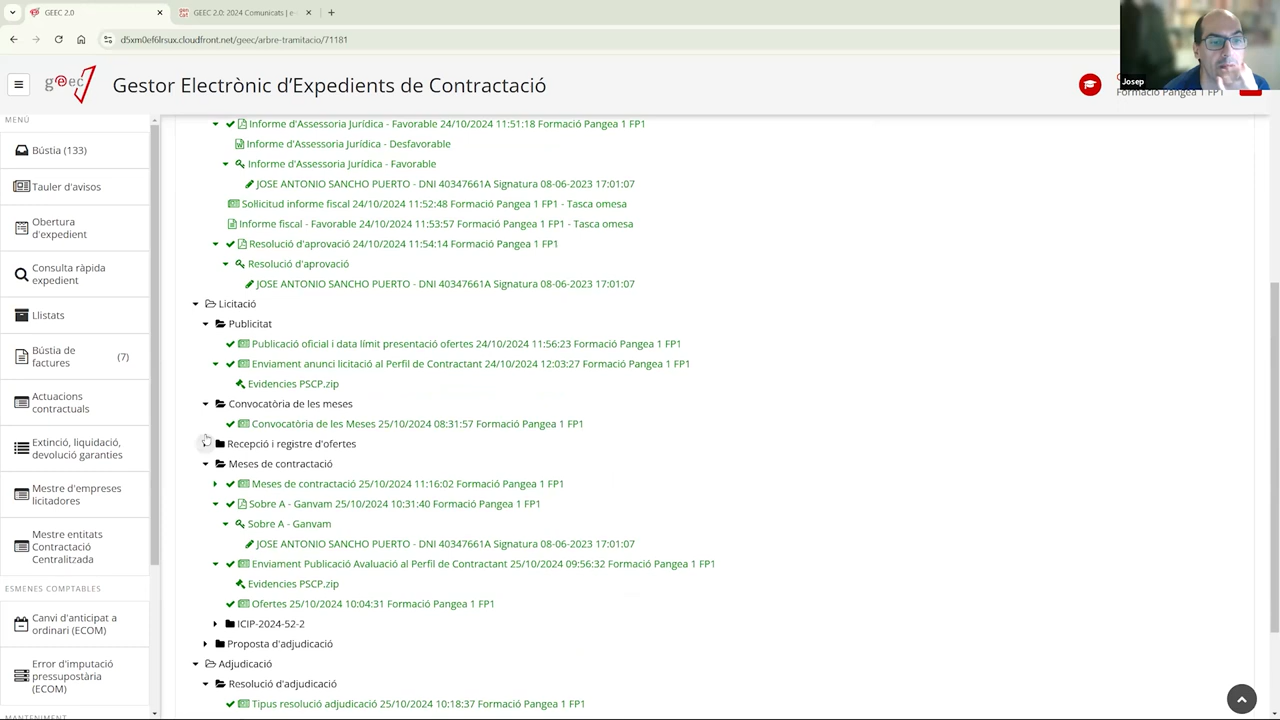 GEEC 2.0
GEEC 2.0: 2024 Comunicats | e-
d5xm0ef6lrsux.cloudfront.net/geec/arbre-tramitacio/71181
geec
Gestor Electrònic d'Expedients de Contractació
Josep
Formació Pangea 1 FP1
MENÚ
Bústia (133)
Tauler d'avisos
Obertura
d'expedient
Consulta ràpida
expedient
Llistats
Bústia de
factures
(7)
Actuacions
contractuals
Extinció, liquidació,
devolució garanties
Mestre d'empreses
licitadores
Mestre entitats
Contractació
Centralitzada
ESMENES COMPTABLES
Canvi d'anticipat a
ordinari (ECOM)
Error d'imputació
pressupostària
(ECOM)
MANTENIMENT
Informe d'Assessoria Jurídica - Favorable 24/10/2024 11:51:18 Formació Pangea 1 FP1
Informe d'Assessoria Jurídica - Desfavorable
Informe d'Assessoria Jurídica - Favorable
JOSE ANTONIO SANCHO PUERTO - DNI 40347661A Signatura 08-06-2023 17:01:07
Sol·licitud informe fiscal 24/10/2024 11:52:48 Formació Pangea 1 FP1 - Tasca omesa
Informe fiscal - Favorable 24/10/2024 11:53:57 Formació Pangea 1 FP1 - Tasca omesa
Resolució d'aprovació 24/10/2024 11:54:14 Formació Pangea 1 FP1
Resolució d'aprovació
JOSE ANTONIO SANCHO PUERTO - DNI 40347661A Signatura 08-06-2023 17:01:07
Licitació
Publicitat
Publicació oficial i data límit presentació ofertes 24/10/2024 11:56:23 Formació Pangea 1 FP1
Enviament anunci licitació al Perfil de Contractant 24/10/2024 12:03:27 Formació Pangea 1 FP1
Evidencies PSCP.zip
Convocatòria de les meses
Convocatòria de les Meses 25/10/2024 08:31:57 Formació Pangea 1 FP1
Recepció i registre d'ofertes
Meses de contractació
Meses de contractació 25/10/2024 11:16:02 Formació Pangea 1 FP1
Sobre A - Ganvam 25/10/2024 10:31:40 Formació Pangea 1 FP1
Sobre A - Ganvam
JOSE ANTONIO SANCHO PUERTO - DNI 40347661A Signatura 08-06-2023 17:01:07
Enviament Publicació Avaluació al Perfil de Contractant 25/10/2024 09:56:32 Formació Pangea 1 FP1
Evidencies PSCP.zip
Ofertes 25/10/2024 10:04:31 Formació Pangea 1 FP1
ICIP-2024-52-2
Proposta d'adjudicació
Adjudicació
Resolució d'adjudicació
Tipus resolució adjudicació 25/10/2024 10:18:37 Formació Pangea 1 FP1